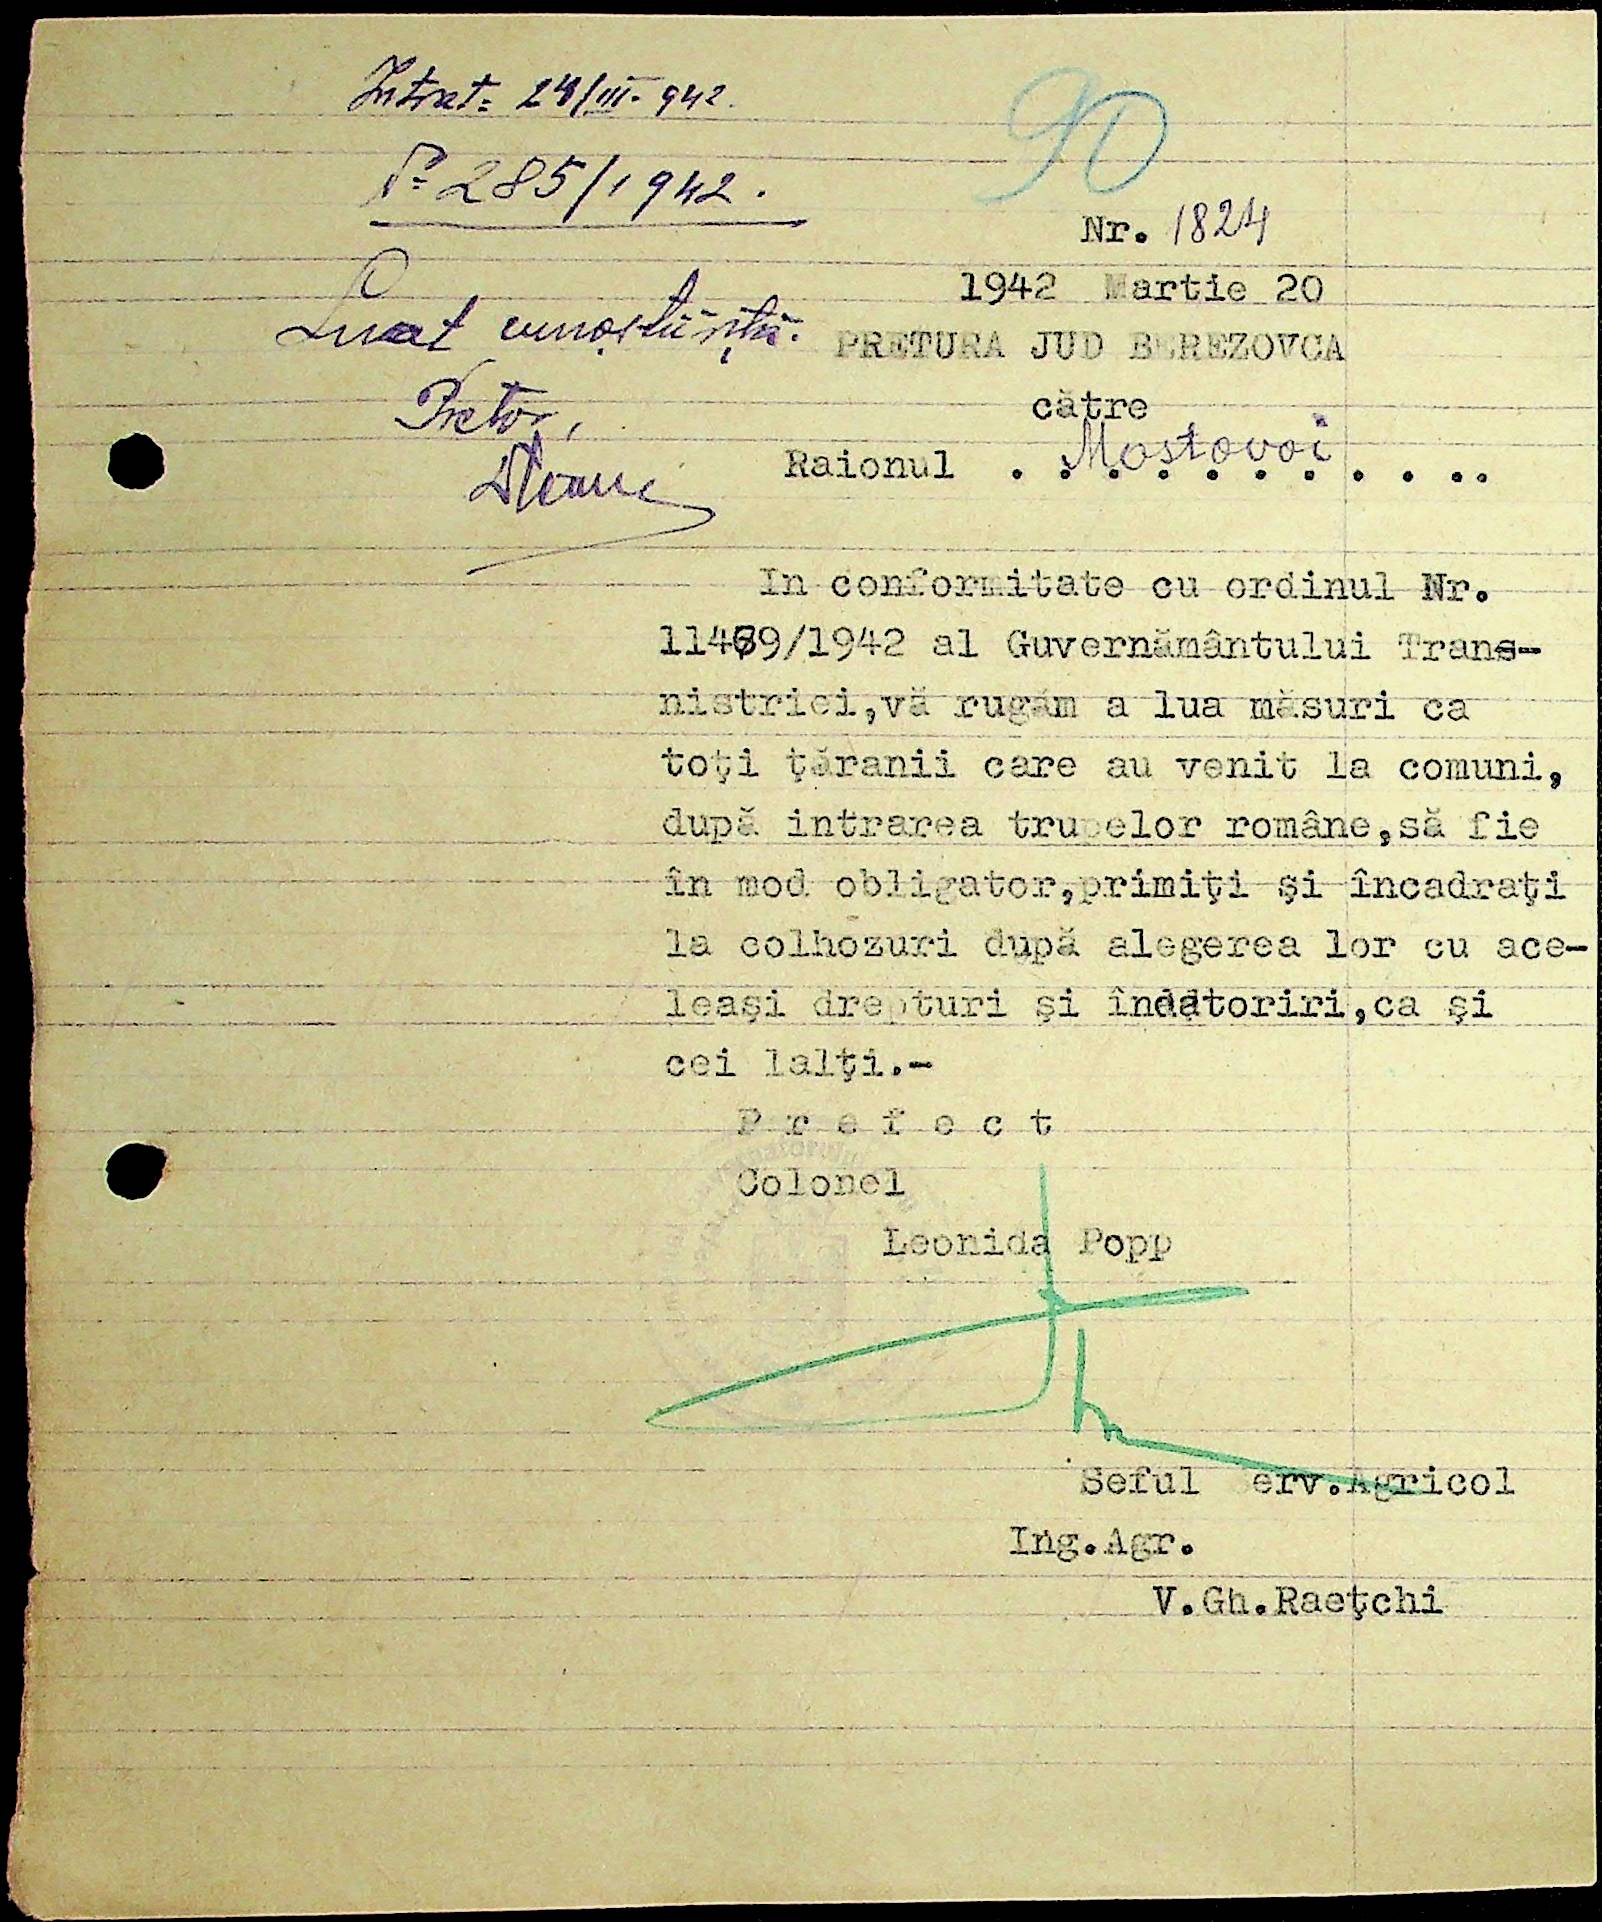 Intrat= 24/III. 942.
P= 285/1942.
Luat cunoștiință.
Pretor,
90
Nr. 1824
1942 Martie 20
PRETURA JUD BEREZOVCA
către
Raionul . Mostovoi . . .
In conformitate cu ordinul Nr.
11469/1942 al Guvernământului Trans-
nistriei,vă rugăm a lua măsuri ca
toţi ţăranii care au venit la comuni,
după intrarea trupelor române,să fie
în mod obligator,primiţi şi încadraţi
la colhozuri după alegerea lor cu ace-
leaşi drepturi şi îndatoriri,ca şi
cei lalţi.-
P r e f e c t
Colonel
Leonida Popp
Seful Serv.Agricol
Ing.Agr.
V.Gh.Raeţchi